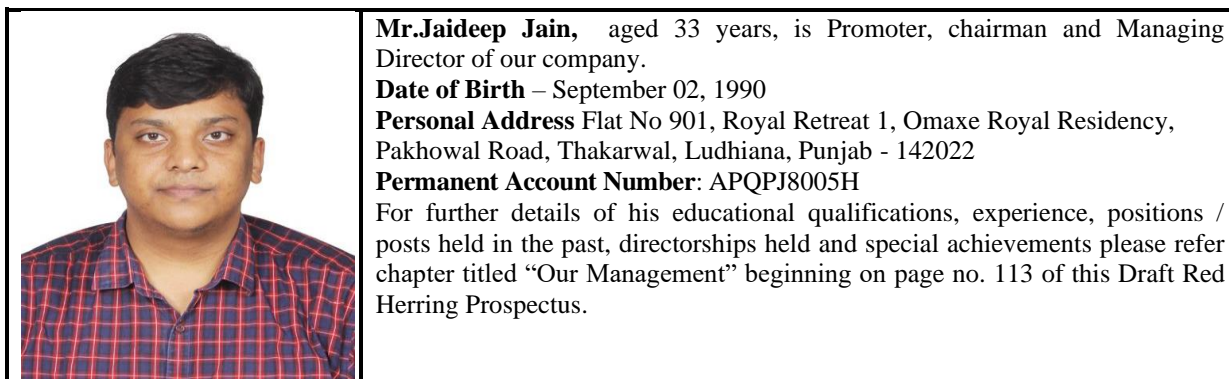 Mr.Jaideep Jain, aged 33 years, is Promoter, chairman and Managing
Director of our company.
Date of Birth – September 02, 1990
Personal Address Flat No 901, Royal Retreat 1, Omaxe Royal Residency,
Pakhowal Road, Thakarwal, Ludhiana, Punjab - 142022
Permanent Account Number: APQPJ8005H
For further details of his educational qualifications, experience, positions /
posts held in the past, directorships held and special achievements please refer
chapter titled “Our Management” beginning on page no. 113 of this Draft Red
Herring Prospectus.